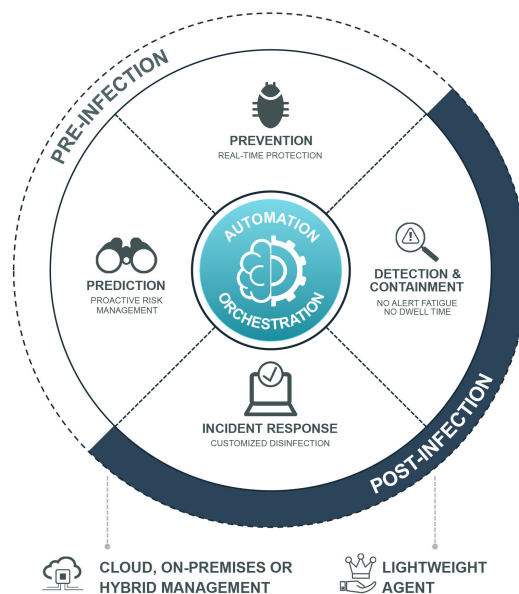 PRE-INFECTION
PREVENTION
REAL-TIME PROTECTION
AUTOMATION
ORCHESTRATION
PREDICTION
PROACTIVE RISK
MANAGEMENT
DETECTION &
CONTAINMENT
NO ALERT FATIGUE
NO DWELL TIME
INCIDENT RESPONSE
CUSTOMIZED DISINFECTION
POST-INFECTION
CLOUD, ON-PREMISES OR
HYBRID MANAGEMENT
LIGHTWEIGHT
AGENT